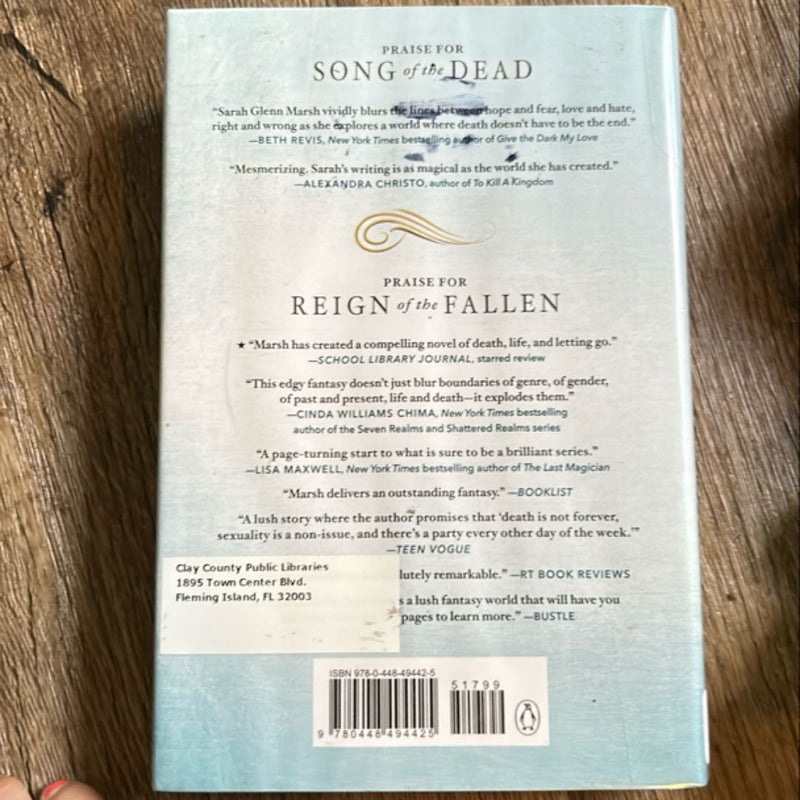 PRAISE FOR
SONG of the DEAD
“Sarah Glenn Marsh vividly blurs the lines between hope and fear, love and hate,
right and wrong as she explores a world where death doesn’t have to be the end.”
—BETH REVIS, New York Times bestselling author of Give the Dark My Love
“Mesmerizing. Sarah’s writing is as magical as the world she has created.”
—ALEXANDRA CHRISTO, author of To Kill A Kingdom
PRAISE FOR
REIGN of the FALLEN
★ “Marsh has created a compelling novel of death, life, and letting go.”
—SCHOOL LIBRARY JOURNAL, starred review
“This edgy fantasy doesn’t just blur boundaries of genre, of gender,
of past and present, life and death—it explodes them.”
—CINDA WILLIAMS CHIMA, New York Times bestselling
author of the Seven Realms and Shattered Realms series
“A page-turning start to what is sure to be a brilliant series.”
—LISA MAXWELL, New York Times bestselling author of The Last Magician
“Marsh delivers an outstanding fantasy.” —BOOKLIST
“A lush story where the author promises that ‘death is not forever,
sexuality is a non-issue, and there’s a party every other day of the week.’”
—TEEN VOGUE
Clay County Public Libraries
1895 Town Center Blvd.
Fleming Island, FL 32003
lutely remarkable.” —RT BOOK REVIEWS
s a lush fantasy world that will have you
pages to learn more.” —BUSTLE
ISBN 978-0-448-49442-5
51799
9 780448 494425